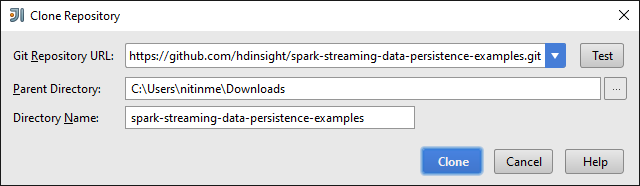 Clone Repository
Git Repository URL: https://github.com/hdinsight/spark-streaming-data-persistence-examples.git Test
Parent Directory: C:\Users\nitinme\Downloads ...
Directory Name: spark-streaming-data-persistence-examples
Clone Cancel Help